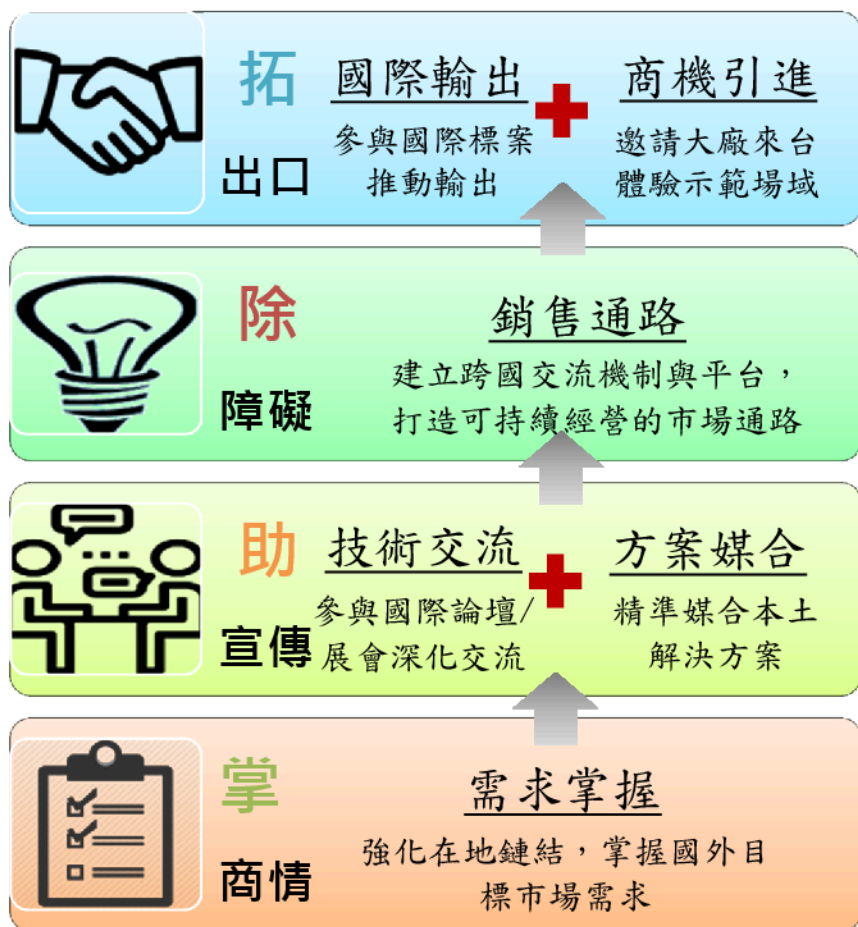 拓
出口
國際輸出
參與國際標案
推動輸出
商機引進
邀請大廠來台
體驗示範場域
除
障礙
銷售通路
建立跨國交流機制與平台，
打造可持續經營的市場通路
助
宣傳
技術交流
參與國際論壇/
展會深化交流
方案媒合
精準媒合本土
解決方案
掌
商情
需求掌握
強化在地鏈結，掌握國外目
標市場需求